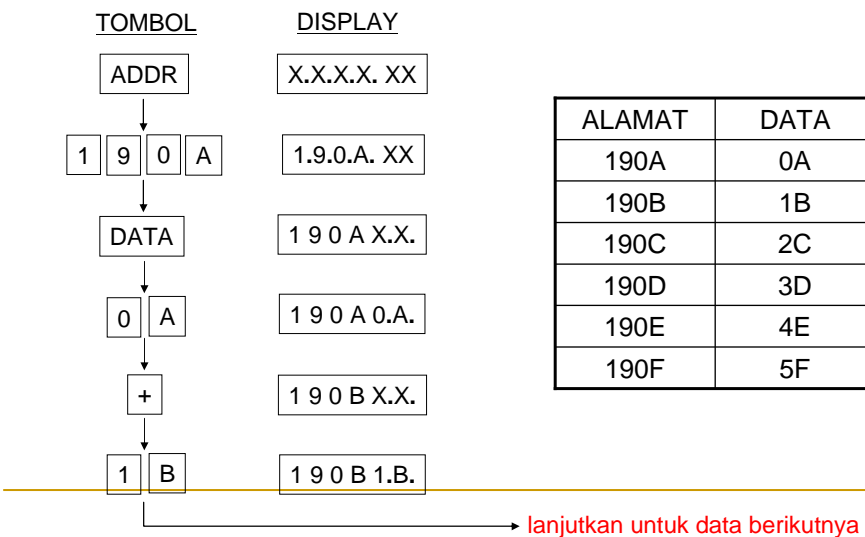 TOMBOL DISPLAY
ADDR X.X.X.X. XX
1 9 0 A 1.9.0.A. XX
DATA 1 9 0 A X.X.
0 A 1 9 0 A 0.A.
+ 1 9 0 B X.X.
1 B 1 9 0 B 1.B.
lanjutkan untuk data berikutnya
ALAMAT DATA
190A 0A
190B 1B
190C 2C
190D 3D
190E 4E
190F 5F